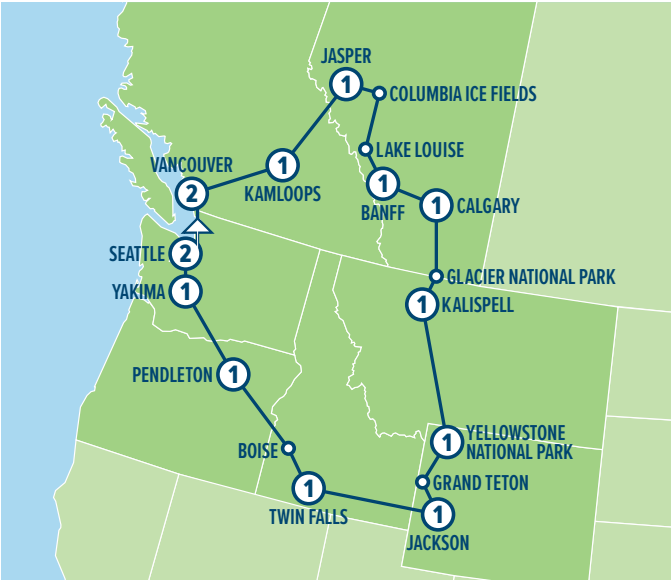 JASPER
1
COLUMBIA ICE FIELDS
LAKE LOUISE
VANCOUVER
2
1
KAMLOOPS
1
BANFF
1
CALGARY
SEATTLE
2
GLACIER NATIONAL PARK
YAKIMA
1
1
KALISPELL
PENDLETON
1
BOISE
1
YELLOWSTONE
NATIONAL PARK
GRAND TETON
1
TWIN FALLS
1
JACKSON